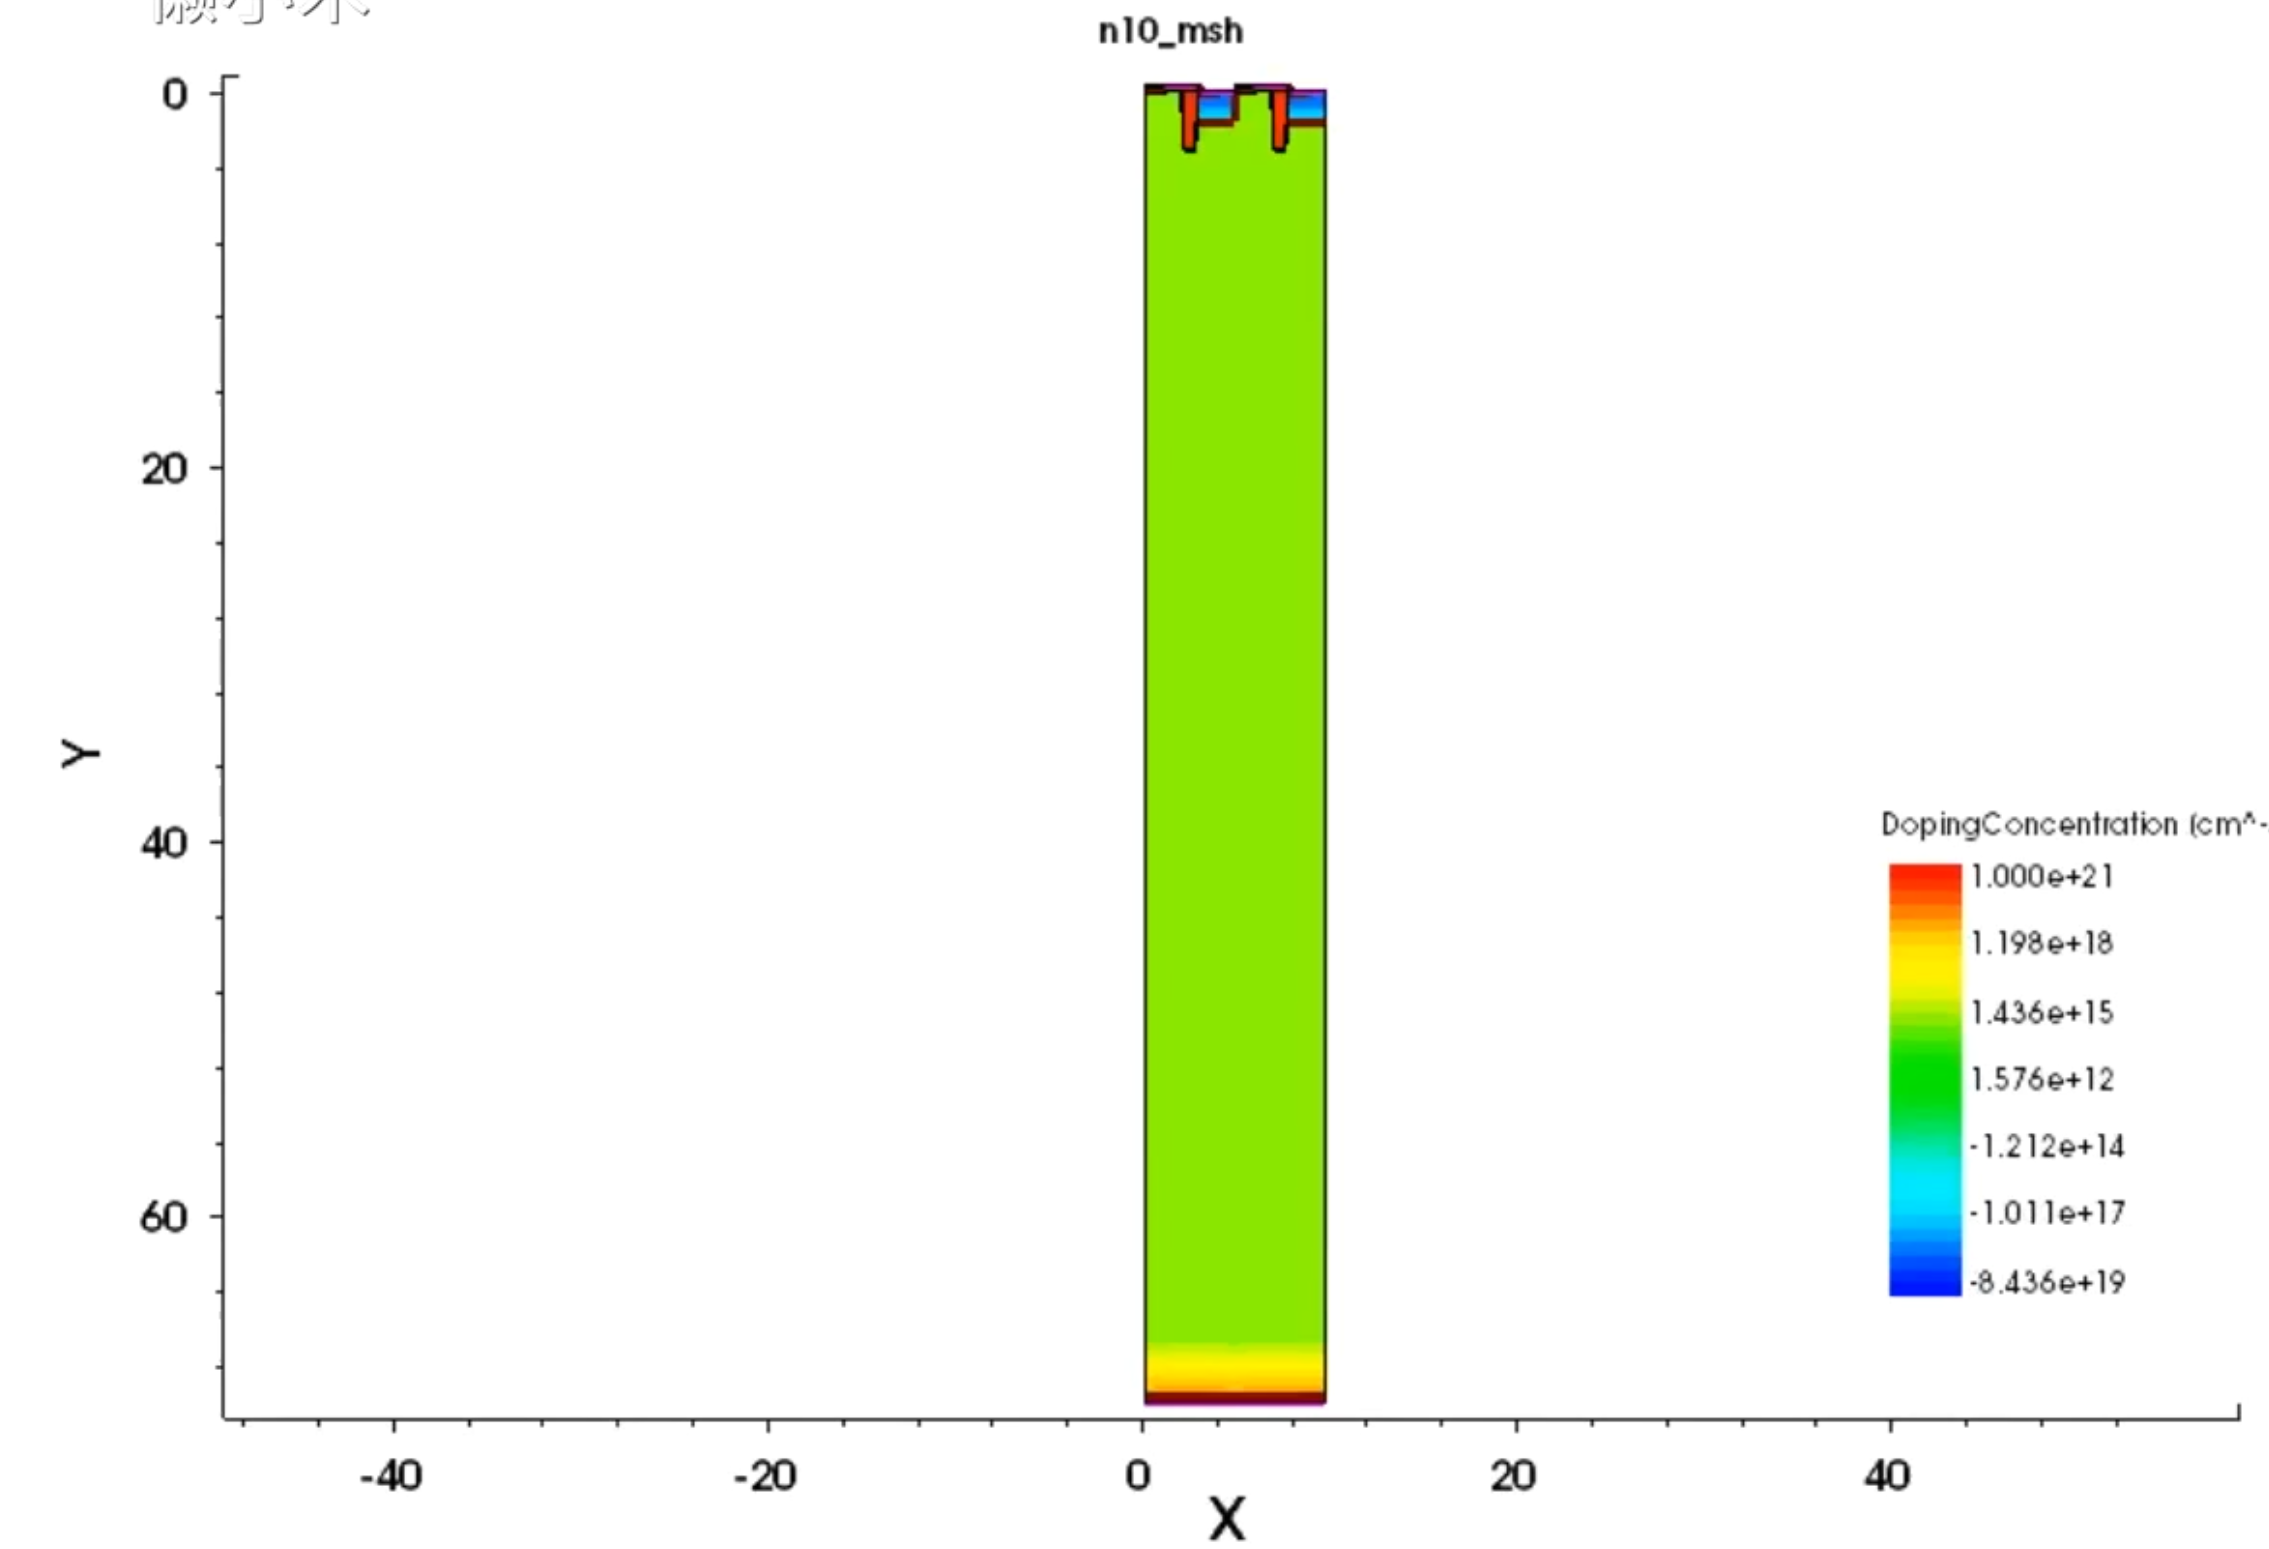 n10_msh
0
20
40
60
Y
DopingConcentration (cm^-
1.000e+21
1.198e+18
1.436e+15
1.576e+12
-1.212e+14
-1.011e+17
-8.436e+19
-40 -20 0 20 40
X